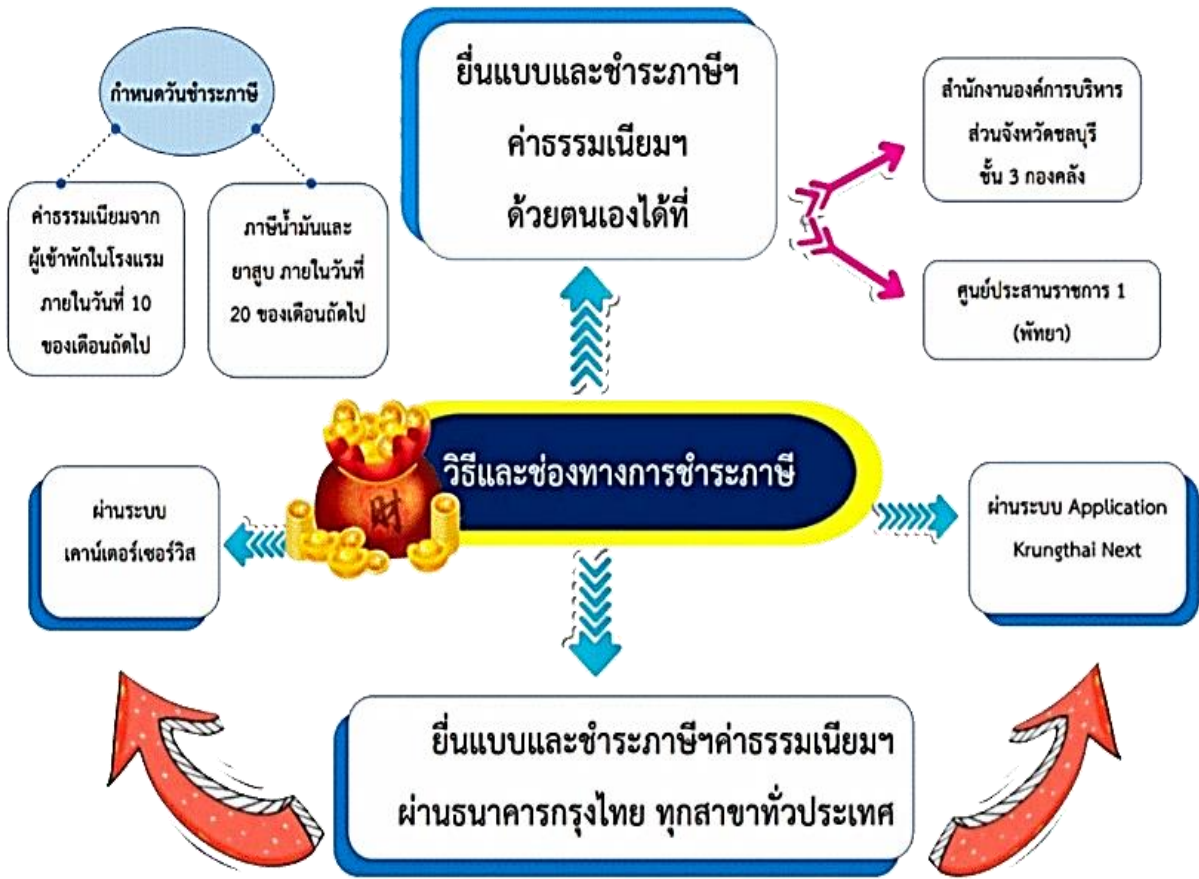 กำหนดวันชำระภาษี
ค่าธรรมเนียมจาก
ผู้เข้าพักในโรงแรม
ภายในวันที่ 10
ของเดือนถัดไป
ภาษีน้ำมันและ
ยาสูบ ภายในวันที่
20 ของเดือนถัดไป
ยื่นแบบและชำระภาษีฯ
ค่าธรรมเนียมฯ
ด้วยตนเองได้ที่
สำนักงานองค์การบริหาร
ส่วนจังหวัดชลบุรี
ชั้น 3 กองคลัง
ศูนย์ประสานราชการ 1
(พัทยา)
财
วิธีและช่องทางการชำระภาษี
ผ่านระบบ
เคาน์เตอร์เซอร์วิส
ผ่านระบบ Application
Krungthai Next
ยื่นแบบและชำระภาษีฯค่าธรรมเนียมฯ
ผ่านธนาคารกรุงไทย ทุกสาขาทั่วประเทศ